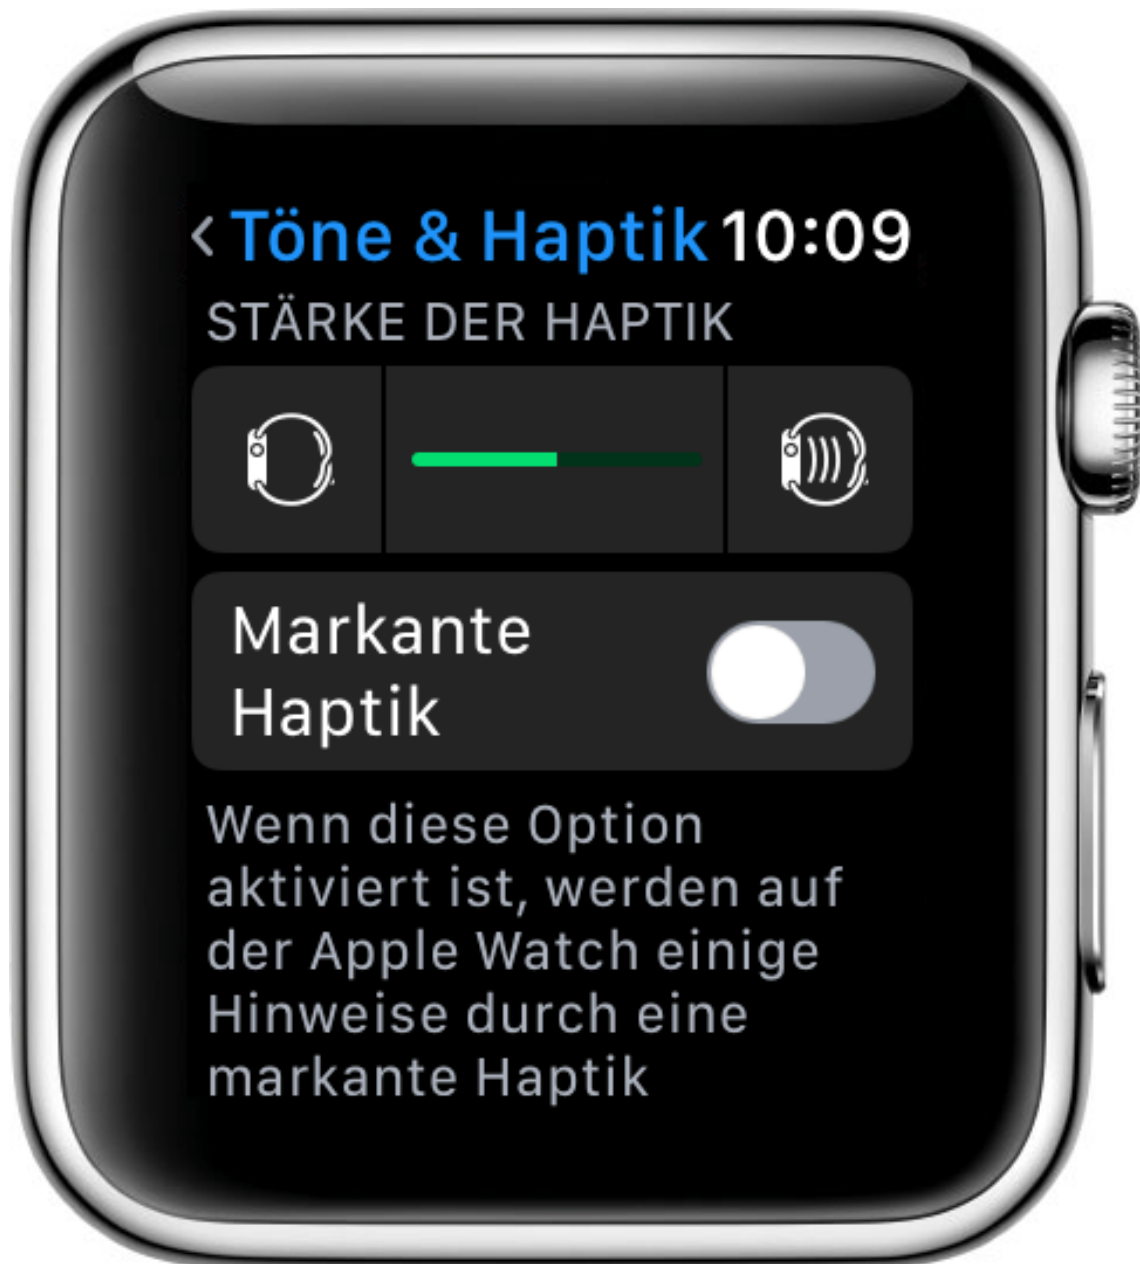 Töne & Haptik 10:09
STÄRKE DER HAPTIK
Markante
Haptik
Wenn diese Option
aktiviert ist, werden auf
der Apple Watch einige
Hinweise durch eine
markante Haptik